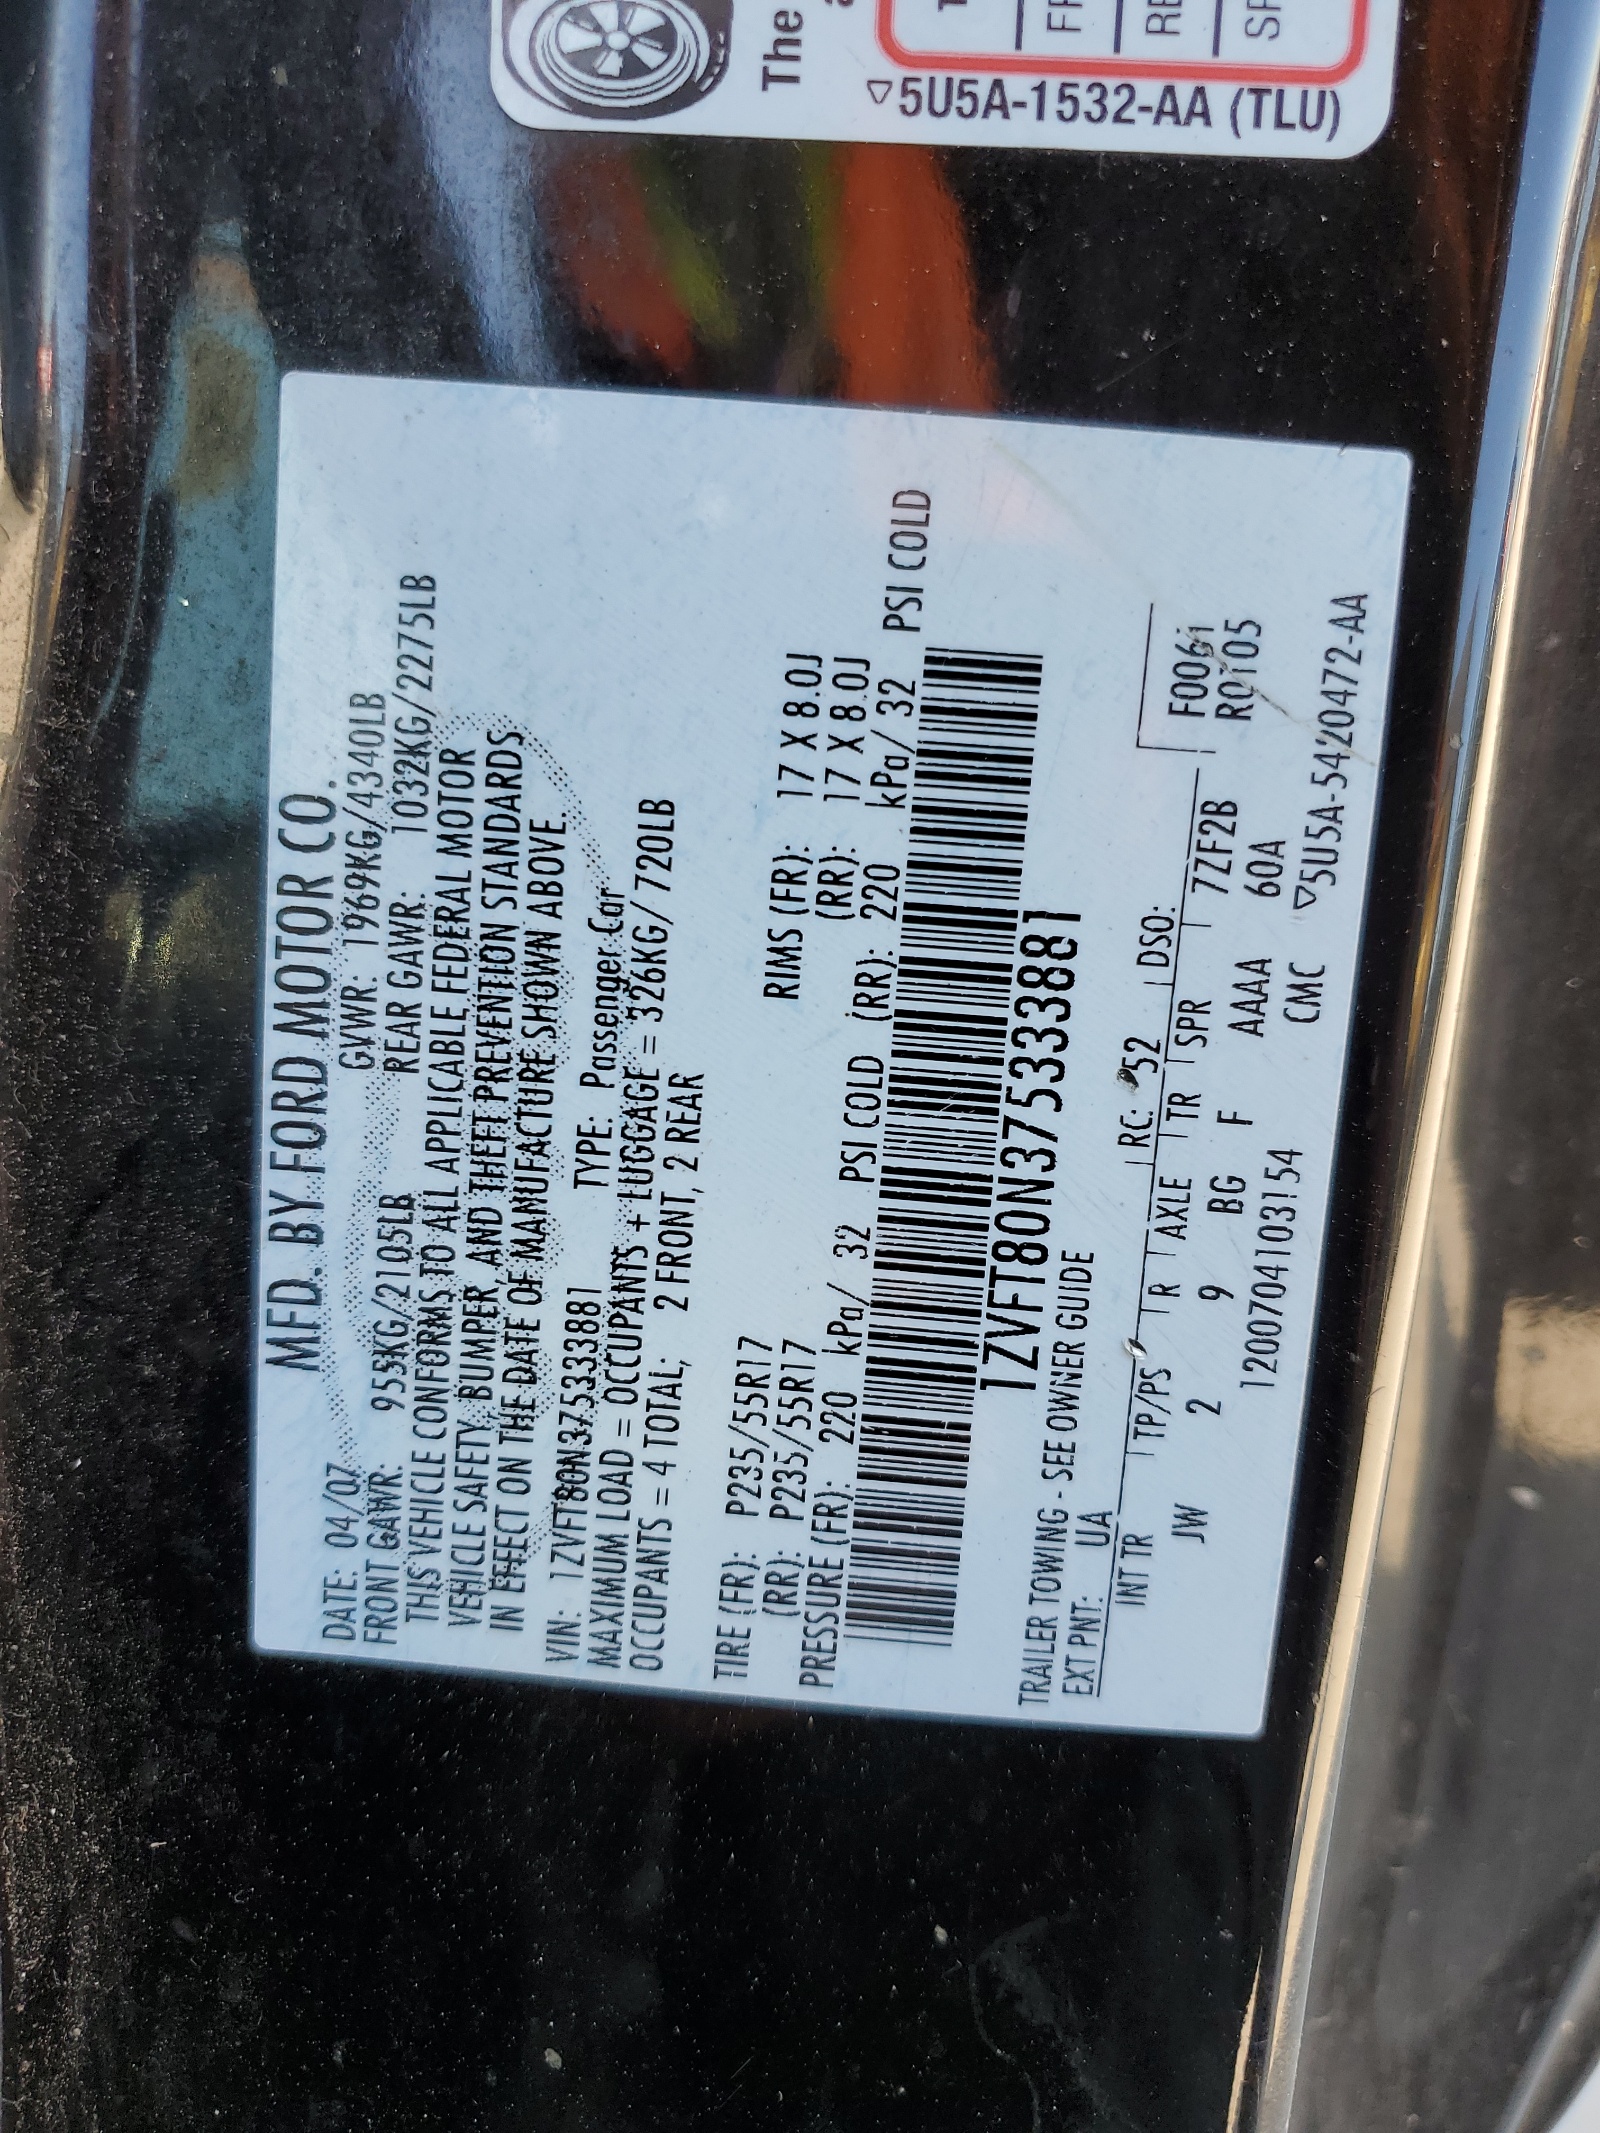 MFD. BY FORD MOTOR CO.
DATE: 04/07 GVWR: 1969KG/4340LB
FRONT GAWR: 955KG/2105LB REAR GAWR: 1032KG/2275LB
THIS VEHICLE CONFORMS TO ALL APPLICABLE FEDERAL MOTOR
VEHICLE SAFETY, BUMPER, AND THEFT PREVENTION STANDARDS
IN EFFECT ON THE DATE OF MANUFACTURE SHOWN ABOVE.
VIN: 1ZVFT80N375333881 TYPE: Passenger Car
MAXIMUM LOAD = OCCUPANTS + LUGGAGE = 326KG/720LB
OCCUPANTS = 4 TOTAL; 2 FRONT, 2 REAR
TIRE (FR): P235/55R17 RIMS (FR): 17 X 8.0J
(RR): P235/55R17 (RR): 17 X 8.0J
PRESSURE (FR): 220 kPa/ 32 PSI COLD (RR): 220 kPa/ 32 PSI COLD
1ZVFT80N375333881
TRAILER TOWING - SEE OWNER GUIDE
EXT PNT: UA RC: 52 DSO:
INT TR TP/PS R AXLE TR SPR F0061
JW 2 9 BG F AAAA 7ZF2B R0105
60A
1200704103154 CMC ▽5U5A-5420472-AA
The
▽5U5A-1532-AA (TLU)